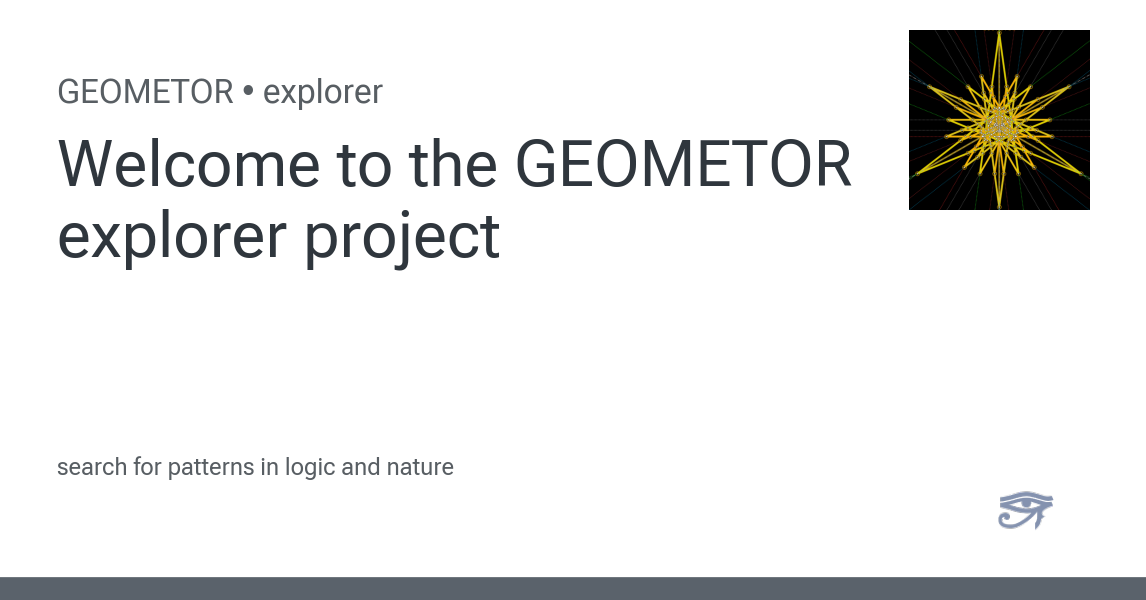 GEOMETOR • explorer
Welcome to the GEOMETOR
explorer project
search for patterns in logic and nature